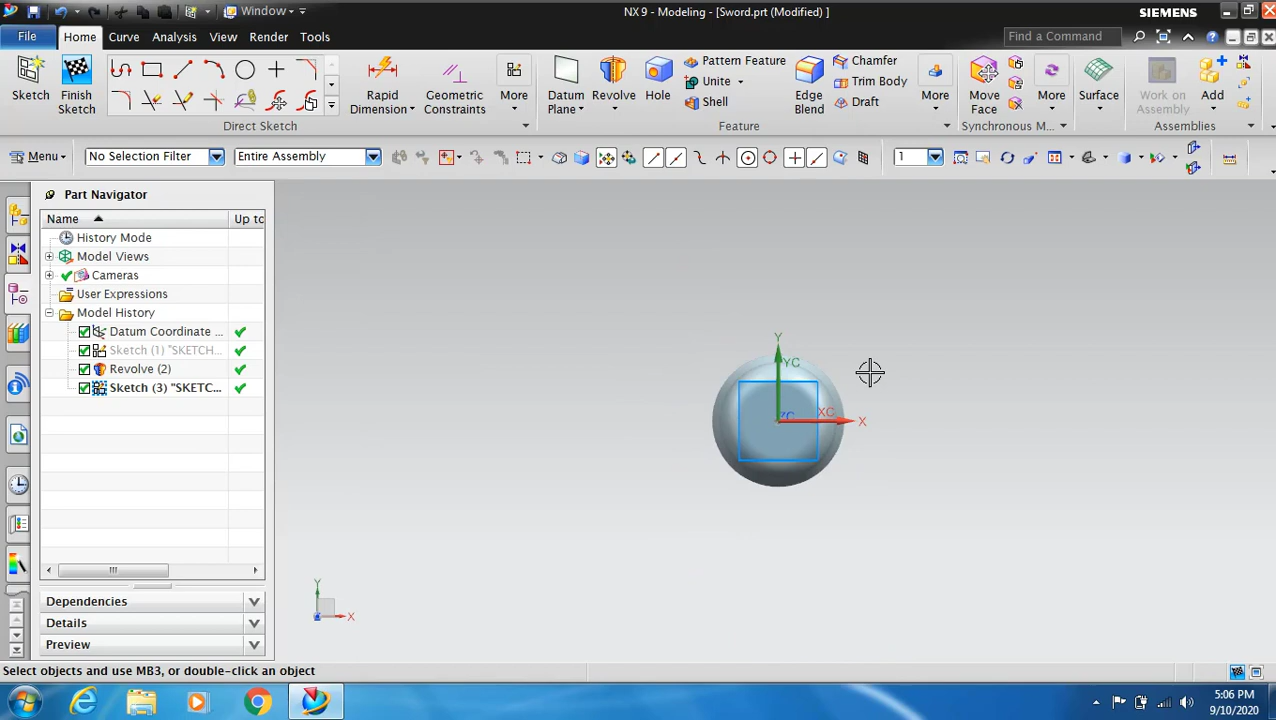 Window
NX 9 - Modeling - [Sword.prt (Modified) ]
SIEMENS
File
Home
Curve
Analysis
View
Render
Tools
Find a Command
Sketch
Finish
Sketch
Rapid
Dimension
Geometric
Constraints
More
Direct Sketch
Datum
Plane
Revolve
Hole
Pattern Feature
Unite
Shell
Edge
Blend
Chamfer
Trim Body
Draft
More
Feature
Move
Face
More
Synchronous M...
Surface
Work on
Assembly
Add
Assemblies
Menu
No Selection Filter
Entire Assembly
1
Part Navigator
Name
Up to
History Mode
Model Views
Cameras
User Expressions
Model History
Datum Coordinate ...
Sketch (1) "SKETCH...
Revolve (2)
Sketch (3) "SKETC...
Dependencies
Details
Preview
Y
YC
ZC
XC
X
Y
X
Select objects and use MB3, or double-click an object
5:06 PM
9/10/2020